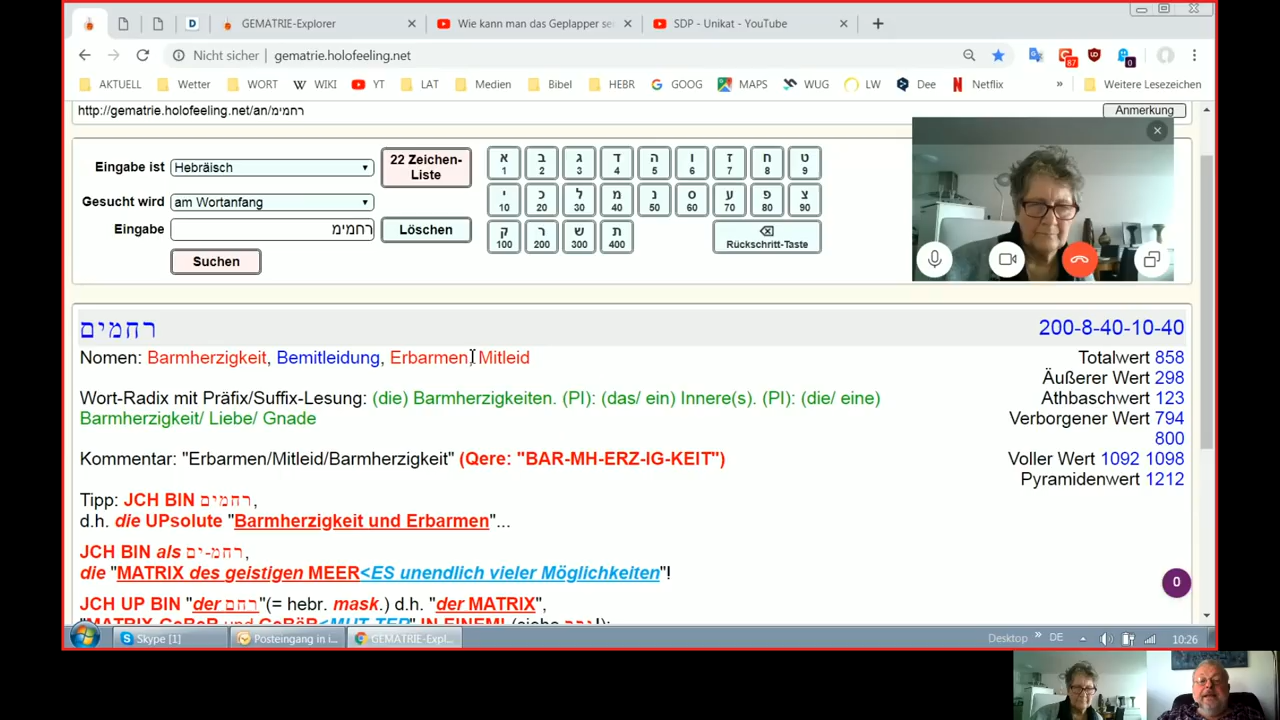 GEMATRIE-Explorer
Wie kann man das Geplapper se
SDP - Unikat - YouTube
Nicht sicher | gematrie.holofeeling.net
87
0
AKTUELL Wetter WORT WIKI YT LAT Medien Bibel HEBR GOOG MAPS WUG LW Dee Netflix » Weitere Lesezeichen
http://gematrie.holofeeling.net/an/רחמימ
Anmerkung
Eingabe ist Hebräisch
22 Zeichen-Liste
Gesucht wird am Wortanfang
Eingabe רחמימ Löschen
Suchen
א ב ג ד ה ו ז ח ט
1 2 3 4 5 6 7 8 9
י כ ל מ נ ס ע פ צ
10 20 30 40 50 60 70 80 90
ק ר ש ת
100 200 300 400 Rückschritt-Taste
רחמים 200-8-40-10-40
Nomen: Barmherzigkeit, Bemitleidung, Erbarmen, Mitleid
Totalwert 858
Äußerer Wert 298
Athbaschwert 123
Verborgener Wert 794
800
Voller Wert 1092 1098
Pyramidenwert 1212
Wort-Radix mit Präfix/Suffix-Lesung: (die) Barmherzigkeiten. (PI): (das/ ein) Innere(s). (PI): (die/ eine)
Barmherzigkeit/ Liebe/ Gnade
Kommentar: "Erbarmen/Mitleid/Barmherzigkeit" (Qere: "BAR-MH-ERZ-IG-KEIT")
Tipp: JCH BIN רחמים,
d.h. die UPsolute "Barmherzigkeit und Erbarmen"...
JCH BIN als רחמ-ים,
die "MATRIX des geistigen MEER<ES unendlich vieler Möglichkeiten"!
JCH UP BIN "der רחם"(= hebr. mask.) d.h. "der MATRIX",
0
Skype [1]
Posteingang in i...
GEMATRIE-Expl...
Desktop » DE 10:26